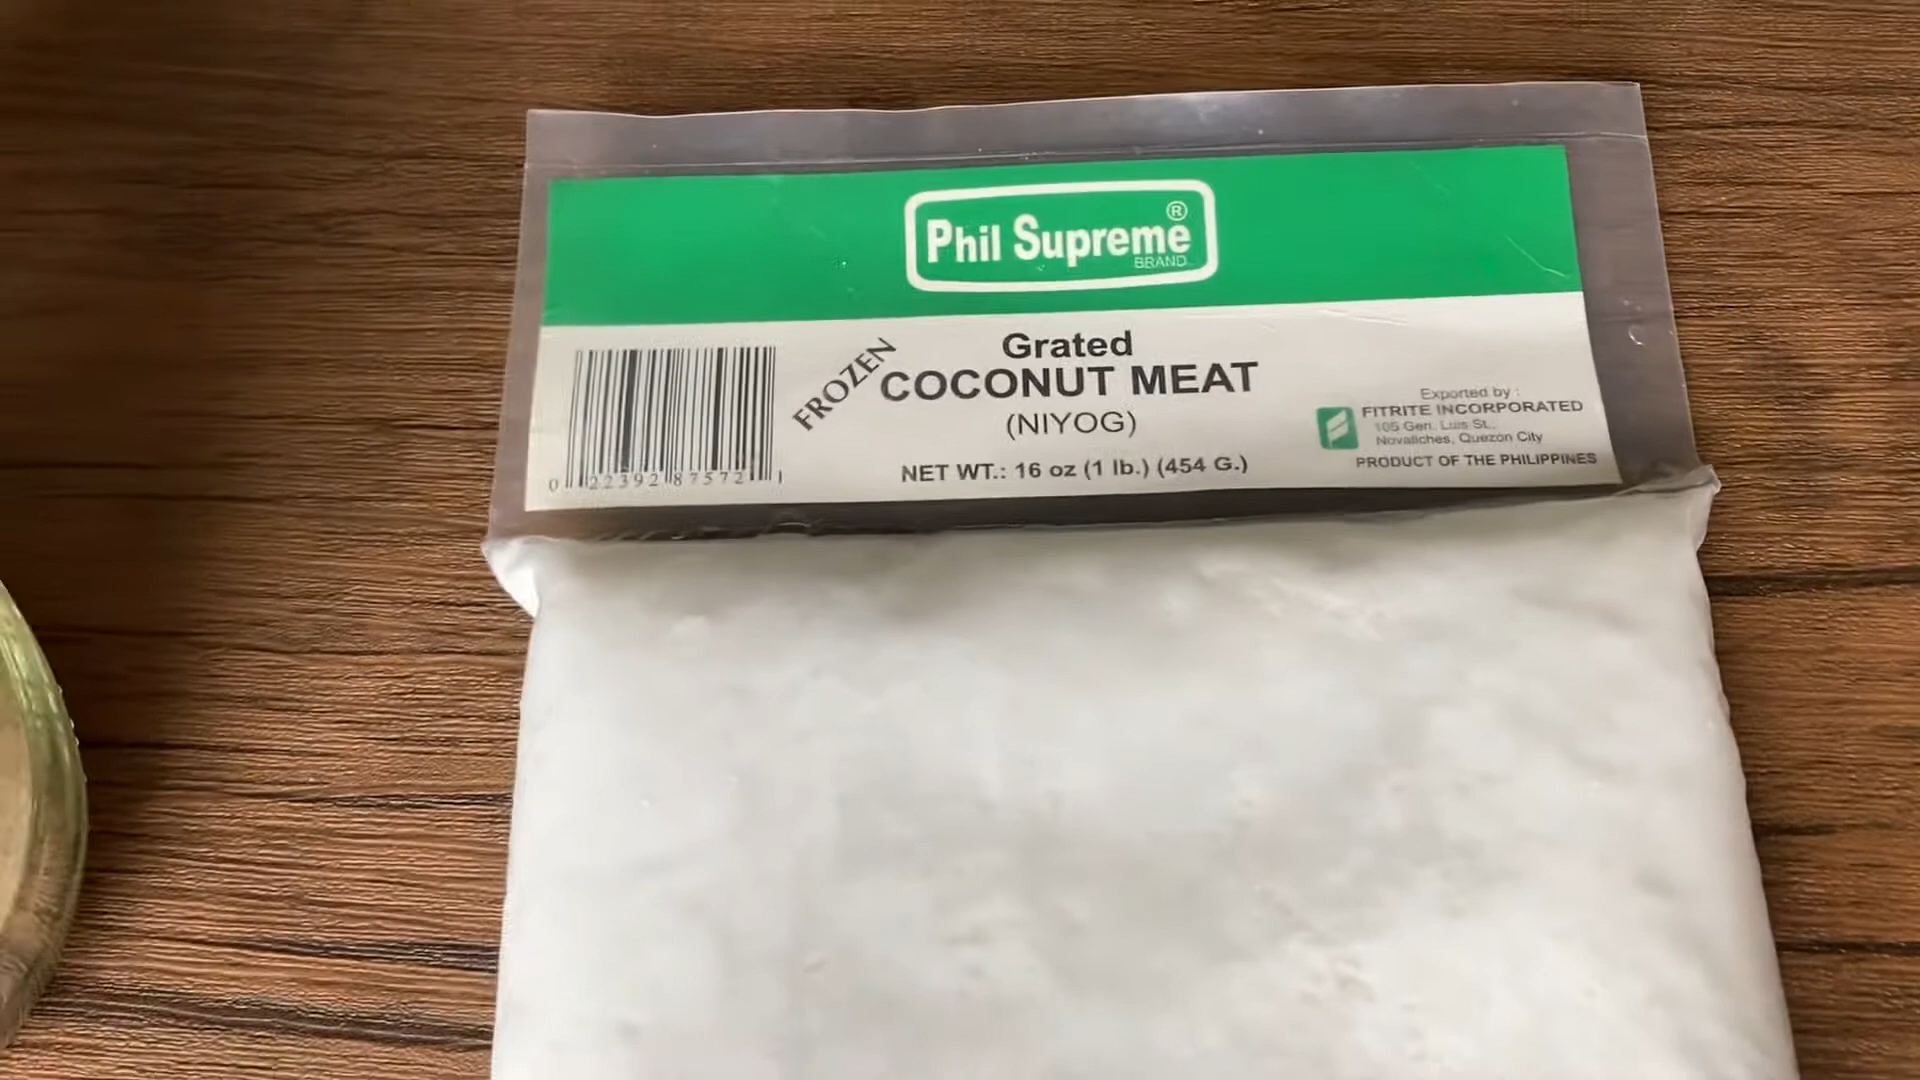 Phil Supreme®
BRAND
FROZEN
Grated
COCONUT MEAT
(NIYOG)
NET WT.: 16 oz (1 lb.) (454 G.)
0 22392 87572 1
Exported by :
FITRITE INCORPORATED
105 Gen. Luis St.,
Novaliches, Quezon City
PRODUCT OF THE PHILIPPINES